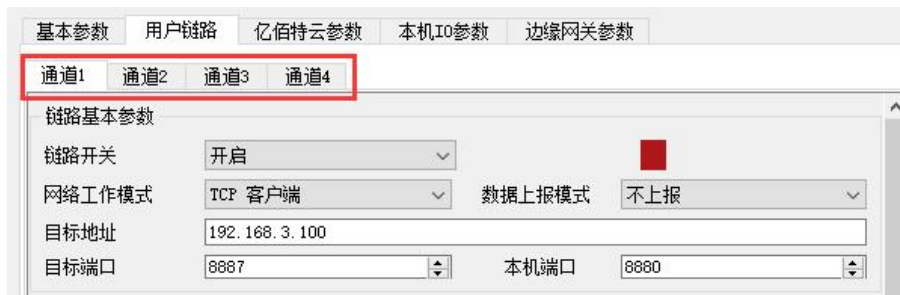 基本参数 用户链路 亿佰特云参数 本机IO参数 边缘网关参数
通道1 通道2 通道3 通道4
链路基本参数
链路开关 开启
网络工作模式 TCP 客户端 数据上报模式 不上报
目标地址 192.168.3.100
目标端口 8887 本机端口 8880